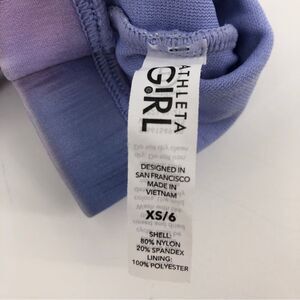 ATHLETA
GIRL
DESIGNED IN
SAN FRANCISCO
MADE IN
VIETNAM
XS/6
SHELL:
80% NYLON
20% SPANDEX
LINING:
100% POLYESTER